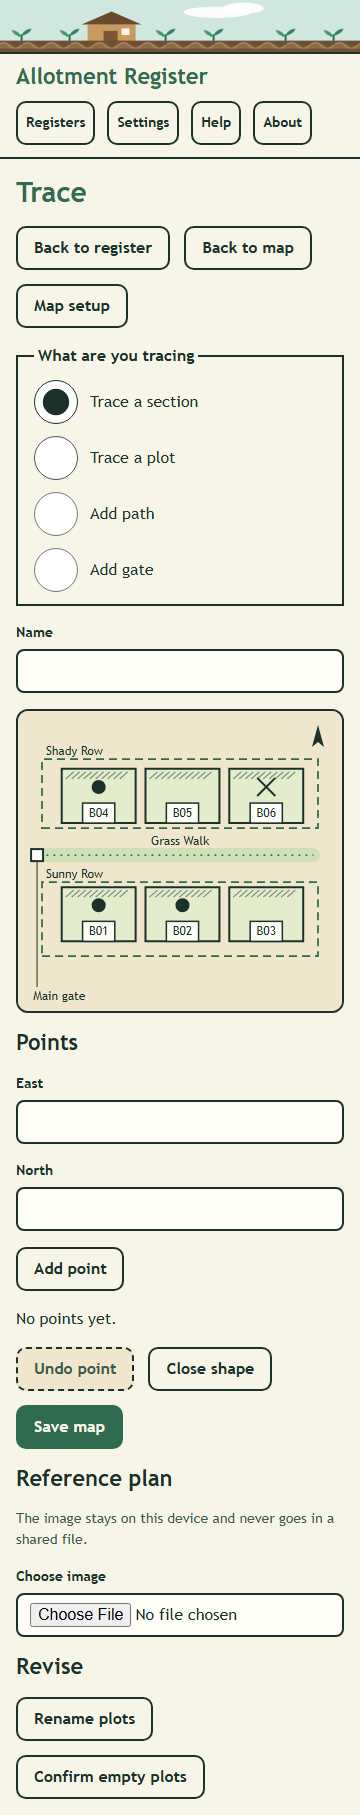 Allotment Register
Registers Settings Help About
Trace
Back to register Back to map
Map setup
What are you tracing
Trace a section
Trace a plot
Add path
Add gate
Name
Shady Row
B04 B05 B06
Grass Walk
Sunny Row
B01 B02 B03
Main gate
Points
East
North
Add point
No points yet.
Undo point Close shape
Save map
Reference plan
The image stays on this device and never goes in a
shared file.
Choose image
Choose File No file chosen
Revise
Rename plots
Confirm empty plots